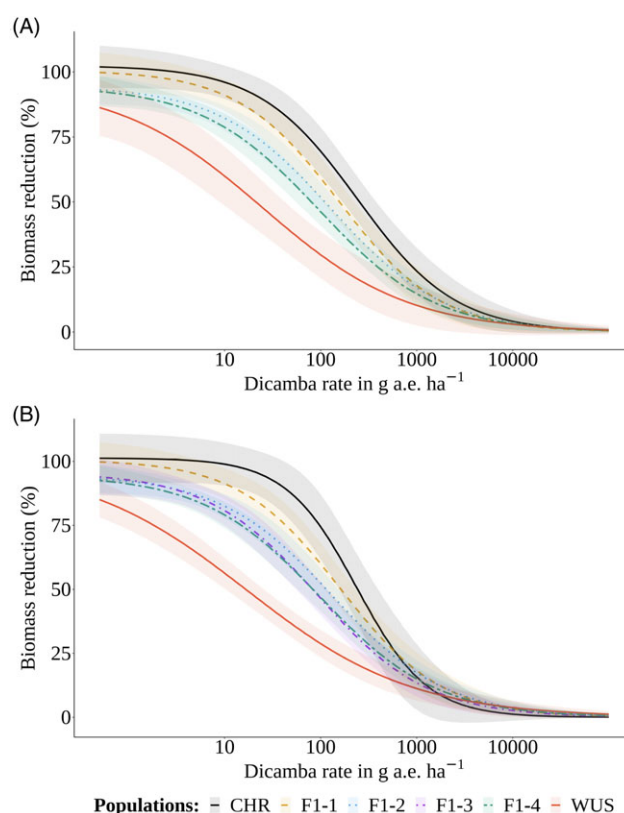 (A)
100
75
50
25
0
Biomass reduction (%)
10 100 1000 10000
Dicamba rate in g a.e. ha⁻¹
(B)
100
75
50
25
0
Biomass reduction (%)
10 100 1000 10000
Dicamba rate in g a.e. ha⁻¹
Populations: CHR F1-1 F1-2 F1-3 F1-4 WUS